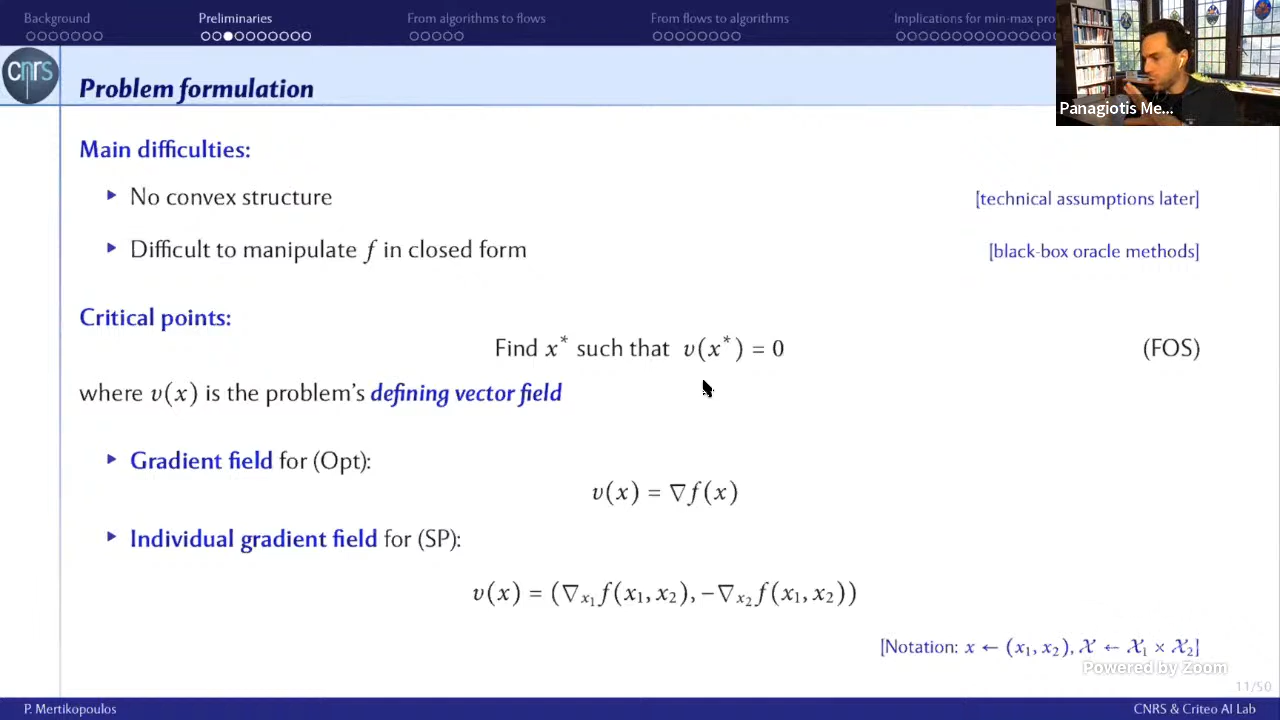 Background Preliminaries From algorithms to flows From flows to algorithms Implications for min-max pro
cnrs Problem formulation
Panagiotis Me...
Main difficulties:
No convex structure [technical assumptions later]
Difficult to manipulate f in closed form [black-box oracle methods]
Critical points:
Find x* such that v(x*) = 0 (FOS)
where v(x) is the problem's defining vector field
Gradient field for (Opt):
v(x) = ∇f(x)
Individual gradient field for (SP):
v(x) = (∇x₁ f(x₁, x₂), −∇x₂ f(x₁, x₂))
[Notation: x ← (x₁, x₂), 𝒳 ← 𝒳₁ × 𝒳₂]
Powered by Zoom
11/50
P. Mertikopoulos CNRS & Criteo AI Lab